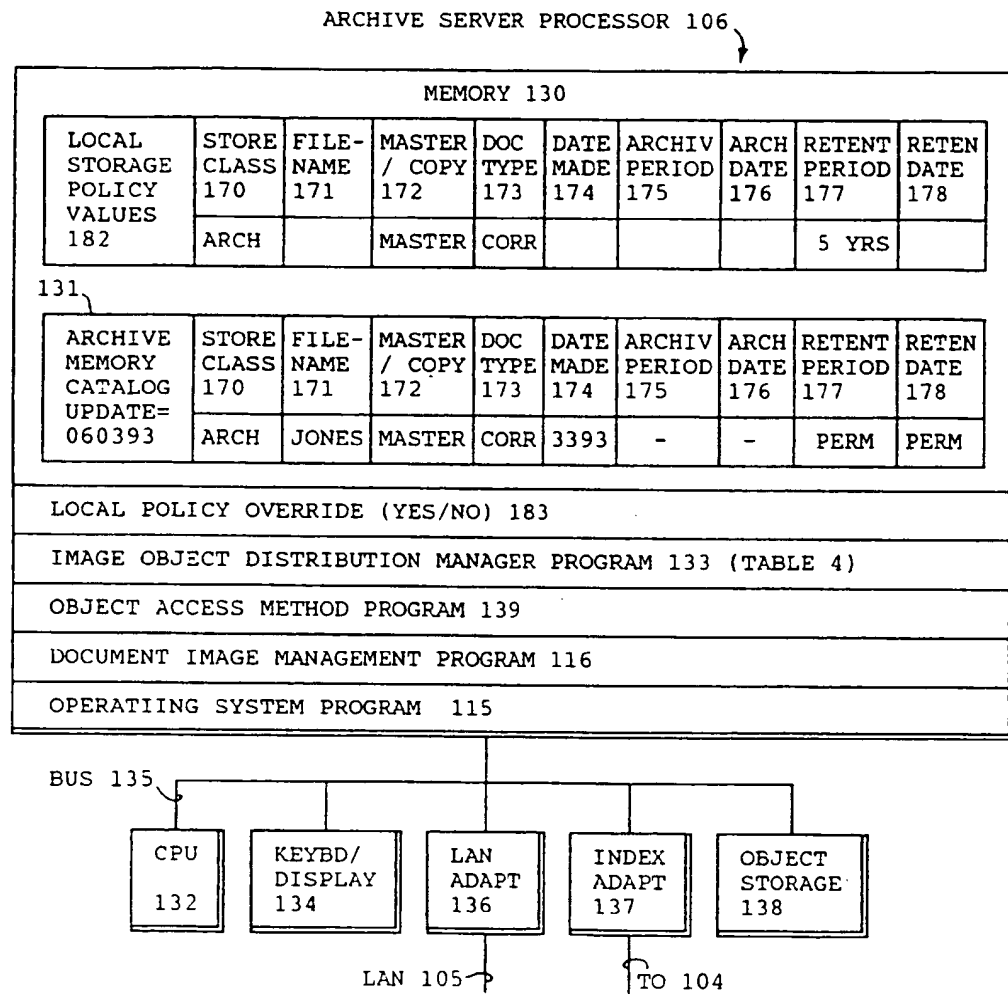 ARCHIVE SERVER PROCESSOR 106
MEMORY 130
LOCAL STORAGE POLICY VALUES 182
STORE CLASS 170
FILE-NAME 171
MASTER / COPY 172
DOC TYPE 173
DATE MADE 174
ARCHIV PERIOD 175
ARCH DATE 176
RETENT PERIOD 177
RETEN DATE 178
ARCH
MASTER
CORR
5 YRS
131
ARCHIVE MEMORY CATALOG UPDATE= 060393
STORE CLASS 170
FILE-NAME 171
MASTER / COPY 172
DOC TYPE 173
DATE MADE 174
ARCHIV PERIOD 175
ARCH DATE 176
RETENT PERIOD 177
RETEN DATE 178
ARCH
JONES
MASTER
CORR
3393
-
-
PERM
PERM
LOCAL POLICY OVERRIDE (YES/NO) 183
IMAGE OBJECT DISTRIBUTION MANAGER PROGRAM 133 (TABLE 4)
OBJECT ACCESS METHOD PROGRAM 139
DOCUMENT IMAGE MANAGEMENT PROGRAM 116
OPERATIING SYSTEM PROGRAM 115
BUS 135
CPU 132
KEYBD/ DISPLAY 134
LAN ADAPT 136
INDEX ADAPT 137
OBJECT STORAGE 138
LAN 105
TO 104